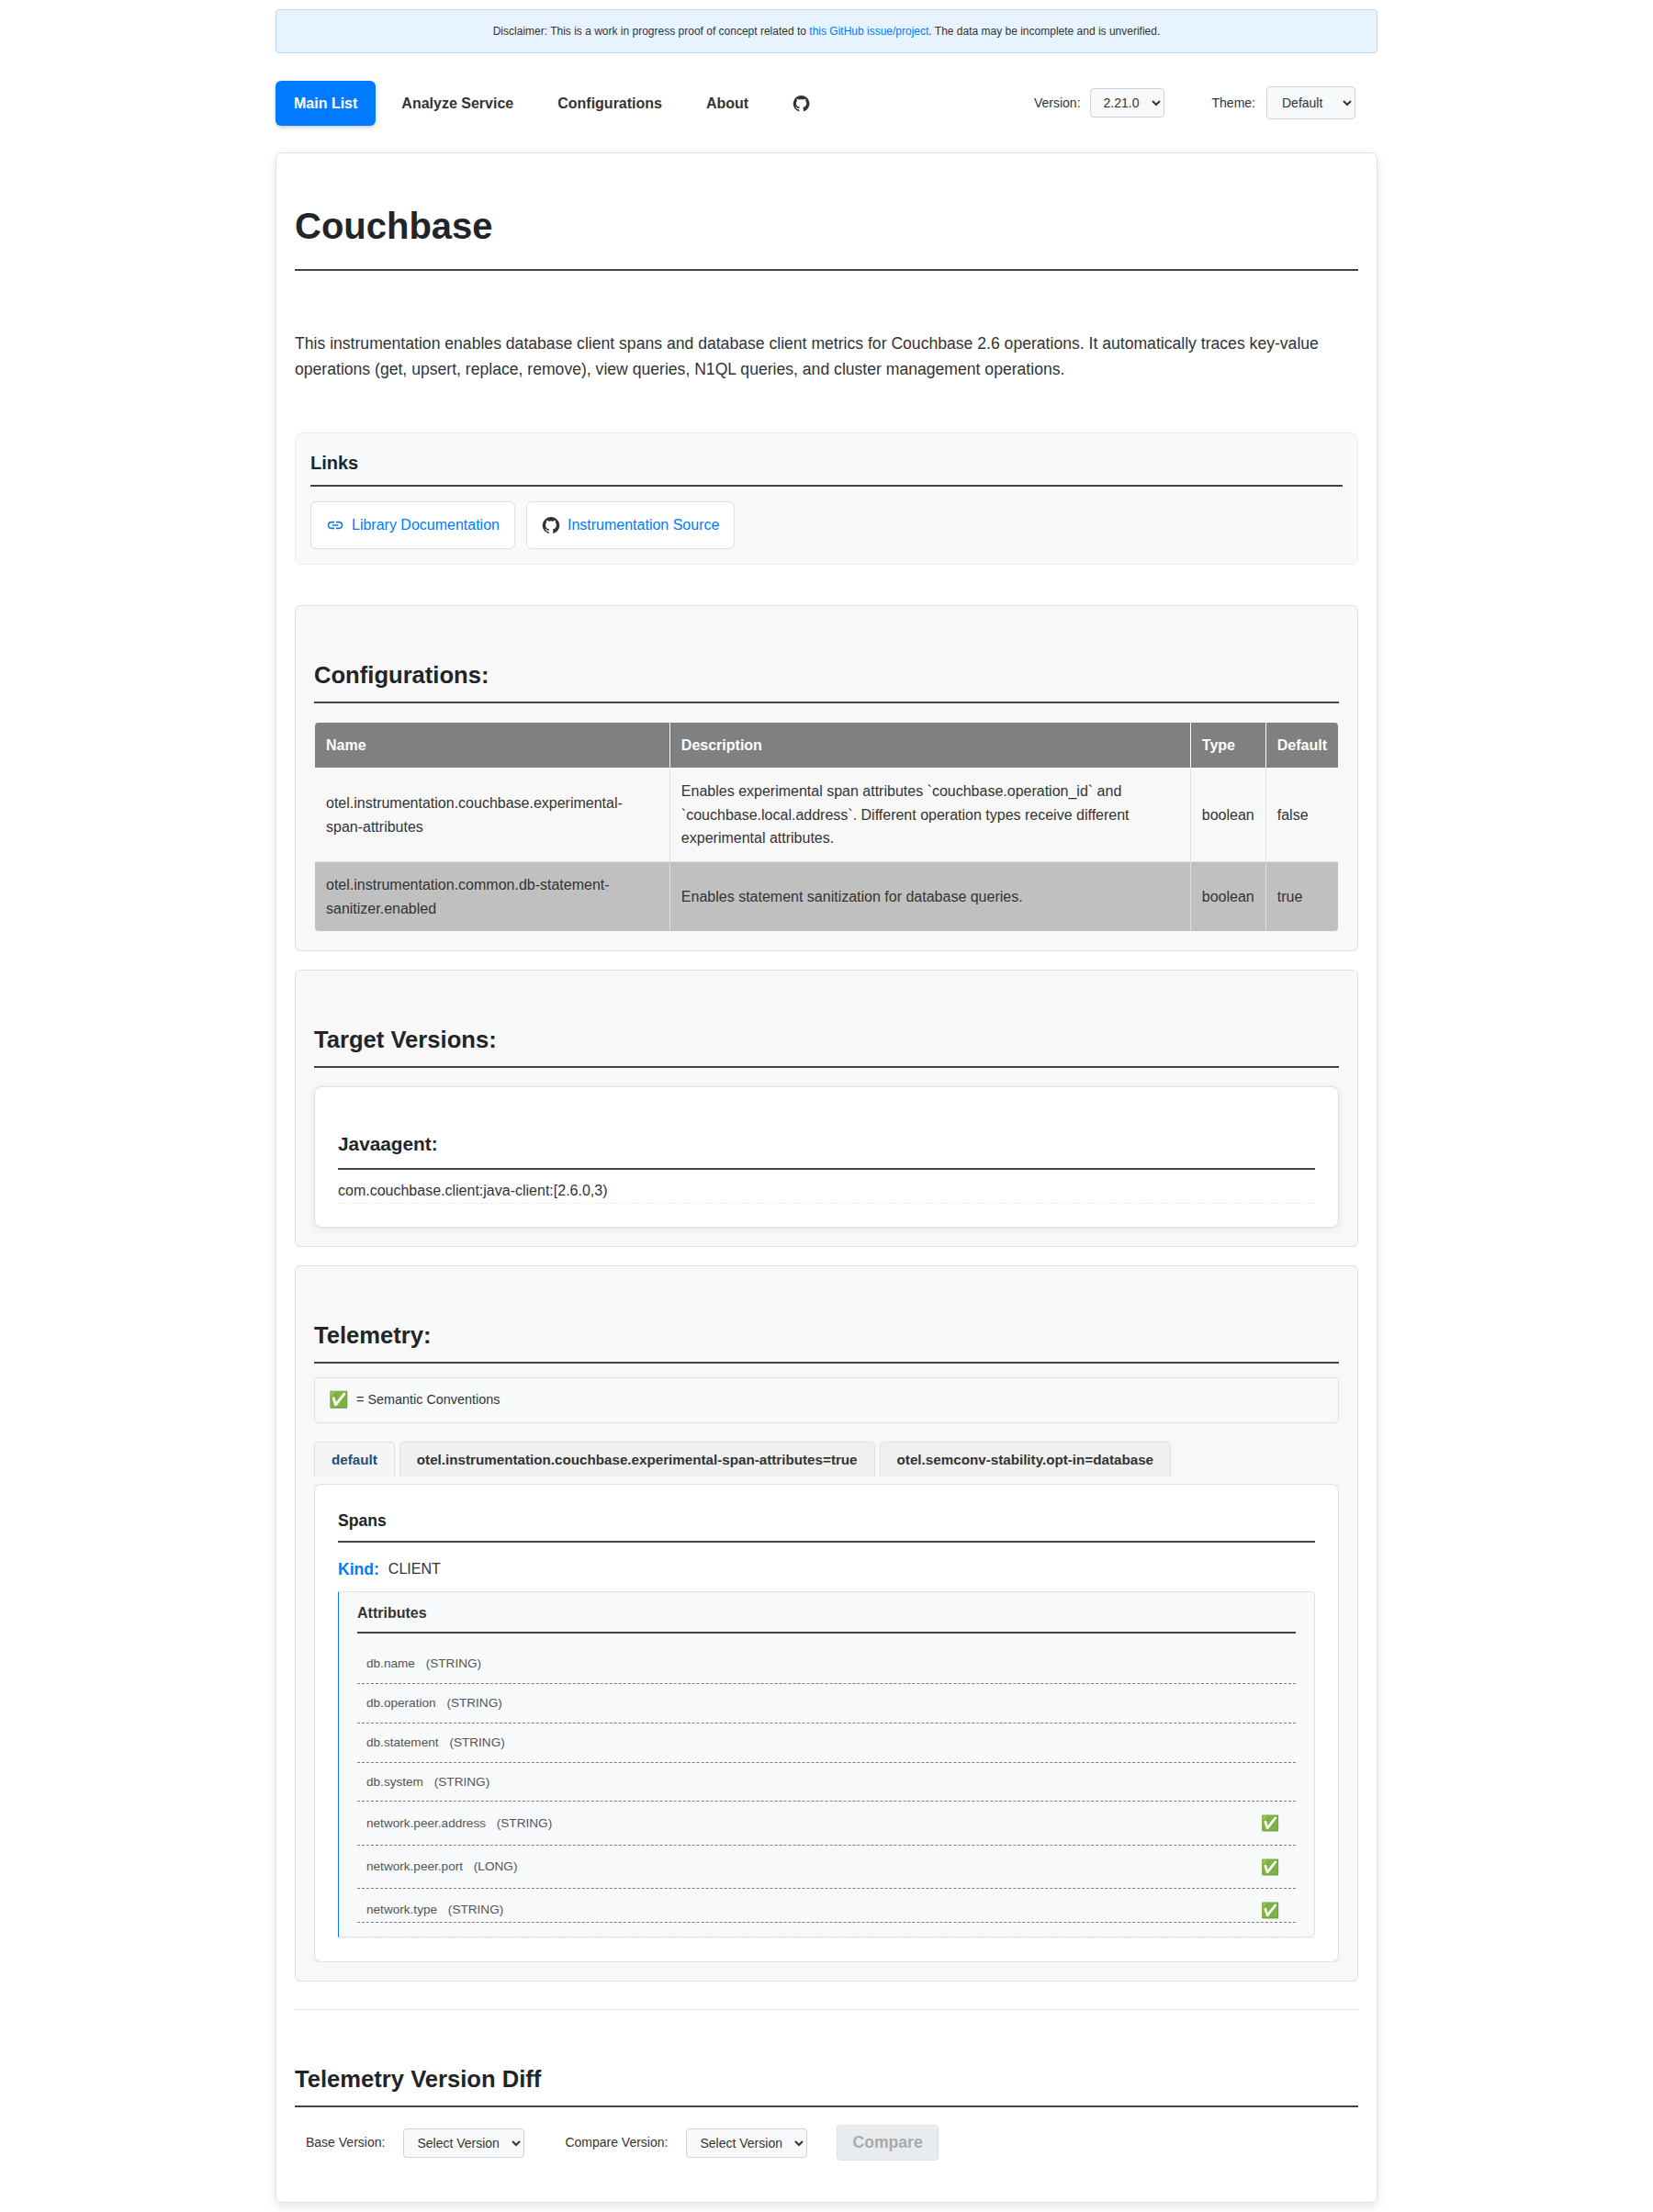 Disclaimer: This is a work in progress proof of concept related to this GitHub issue/project. The data may be incomplete and is unverified.
Main List Analyze Service Configurations About Version: 2.21.0 Theme: Default
Couchbase
This instrumentation enables database client spans and database client metrics for Couchbase 2.6 operations. It automatically traces key-value
operations (get, upsert, replace, remove), view queries, N1QL queries, and cluster management operations.
Links
Library Documentation Instrumentation Source
Configurations:
Name Description Type Default
otel.instrumentation.couchbase.experimental-
span-attributes
Enables experimental span attributes `couchbase.operation_id` and
`couchbase.local.address`. Different operation types receive different
experimental attributes.
boolean
false
otel.instrumentation.common.db-statement-
sanitizer.enabled
Enables statement sanitization for database queries.
boolean
true
Target Versions:
Javaagent:
com.couchbase.client:java-client:[2.6.0,3)
Telemetry:
✅ = Semantic Conventions
default otel.instrumentation.couchbase.experimental-span-attributes=true otel.semconv-stability.opt-in=database
Spans
Kind: CLIENT
Attributes
db.name (STRING)
db.operation (STRING)
db.statement (STRING)
db.system (STRING)
network.peer.address (STRING) ✅
network.peer.port (LONG) ✅
network.type (STRING) ✅
Telemetry Version Diff
Base Version: Select Version Compare Version: Select Version Compare